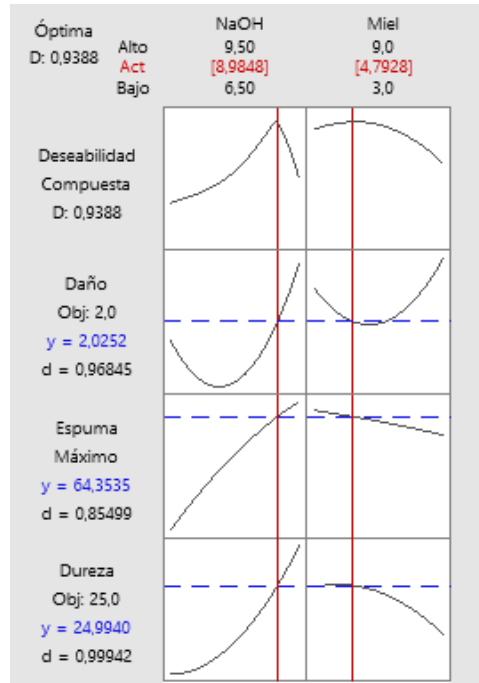 Óptima
D: 0,9388
NaOH Miel
Alto 9,50 9,0
Act [8,9848] [4,7928]
Bajo 6,50 3,0
Deseabilidad
Compuesta
D: 0,9388
Daño
Obj: 2,0
y = 2,0252
d = 0,96845
Espuma
Máximo
y = 64,3535
d = 0,85499
Dureza
Obj: 25,0
y = 24,9940
d = 0,99942